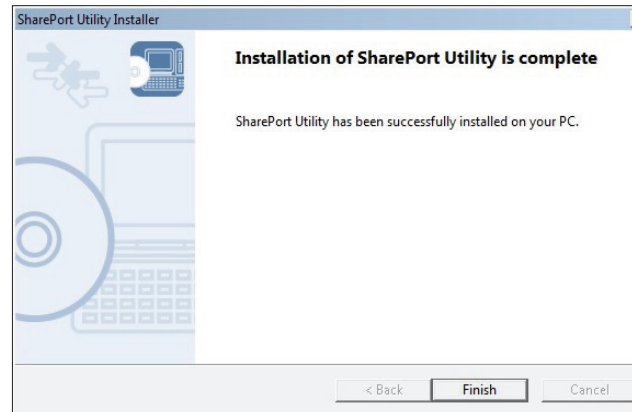 SharePort Utility Installer
Installation of SharePort Utility is complete
SharePort Utility has been successfully installed on your PC.
< Back
Finish
Cancel